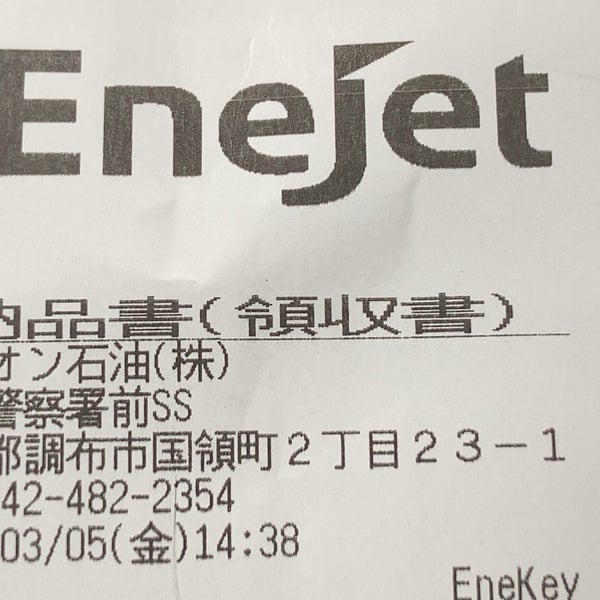 EneJet
納品書(領収書)
オン石油(株)
警察署前SS
都調布市国領町2丁目23-1
042-482-2354
03/05(金)14:38
EneKey